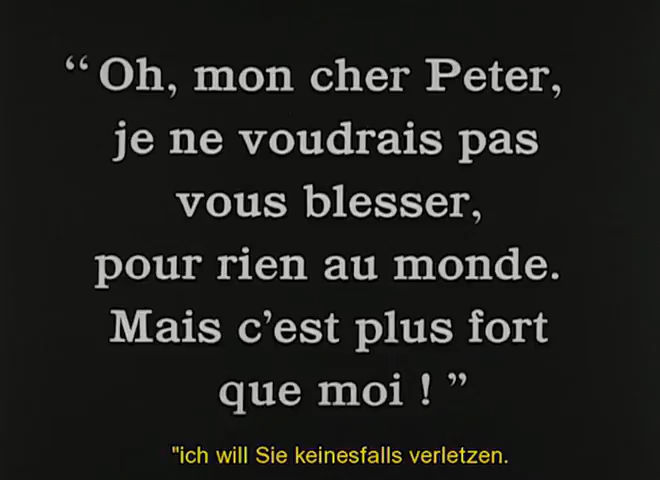 “ Oh, mon cher Peter,
je ne voudrais pas
vous blesser,
pour rien au monde.
Mais c’est plus fort
que moi ! ”
"ich will Sie keinesfalls verletzen.